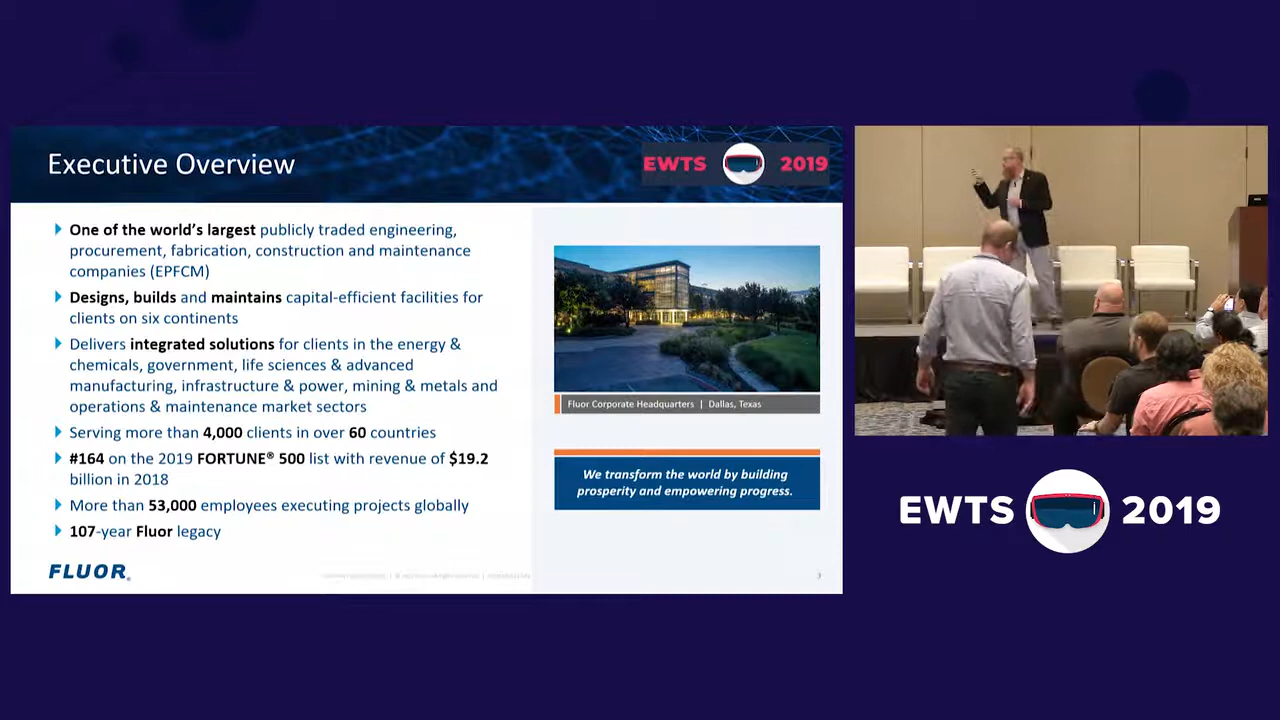 Executive Overview
EWTS 2019
One of the world's largest publicly traded engineering,
procurement, fabrication, construction and maintenance
companies (EPFCM)
Designs, builds and maintains capital-efficient facilities for
clients on six continents
Delivers integrated solutions for clients in the energy &
chemicals, government, life sciences & advanced
manufacturing, infrastructure & power, mining & metals and
operations & maintenance market sectors
Serving more than 4,000 clients in over 60 countries
#164 on the 2019 FORTUNE® 500 list with revenue of $19.2
billion in 2018
More than 53,000 employees executing projects globally
107-year Fluor legacy
FLUOR®
Fluor Corporate Headquarters | Dallas, Texas
We transform the world by building
prosperity and empowering progress.
3
EWTS 2019